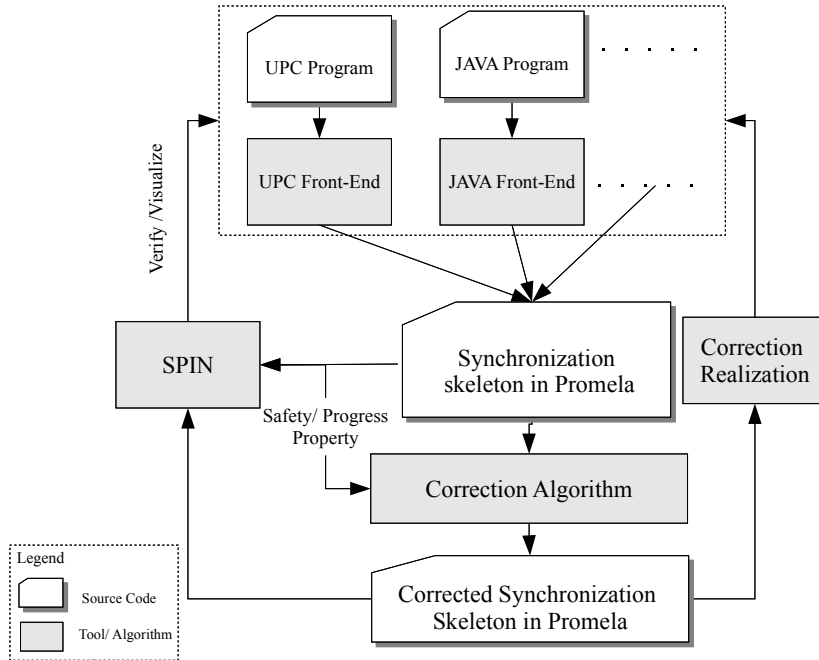 UPC Program
JAVA Program
. . . . .
UPC Front-End
JAVA Front-End
. . . . .
Verify /Visualize
SPIN
Synchronization
skeleton in Promela
Correction
Realization
Safety/ Progress
Property
Correction Algorithm
Corrected Synchronization
Skeleton in Promela
Legend
Source Code
Tool/ Algorithm